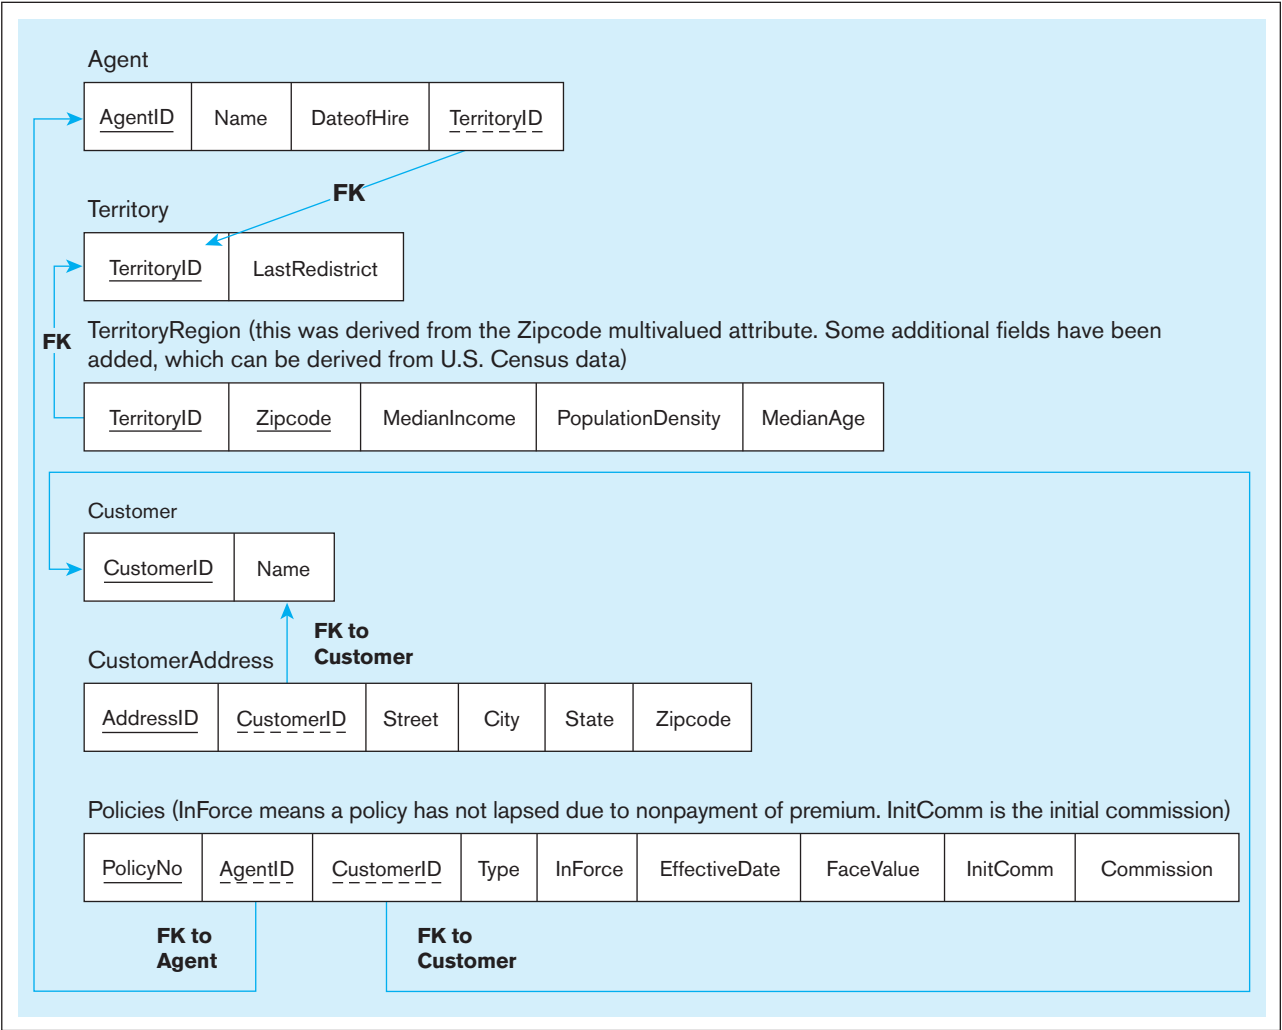 Agent
AgentID Name DateofHire TerritoryID
FK
Territory
TerritoryID LastRedistrict
FK
TerritoryRegion (this was derived from the Zipcode multivalued attribute. Some additional fields have been
added, which can be derived from U.S. Census data)
TerritoryID Zipcode MedianIncome PopulationDensity MedianAge
Customer
CustomerID Name
FK to
Customer
CustomerAddress
AddressID CustomerID Street City State Zipcode
Policies (InForce means a policy has not lapsed due to nonpayment of premium. InitComm is the initial commission)
PolicyNo AgentID CustomerID Type InForce EffectiveDate FaceValue InitComm Commission
FK to
Agent
FK to
Customer